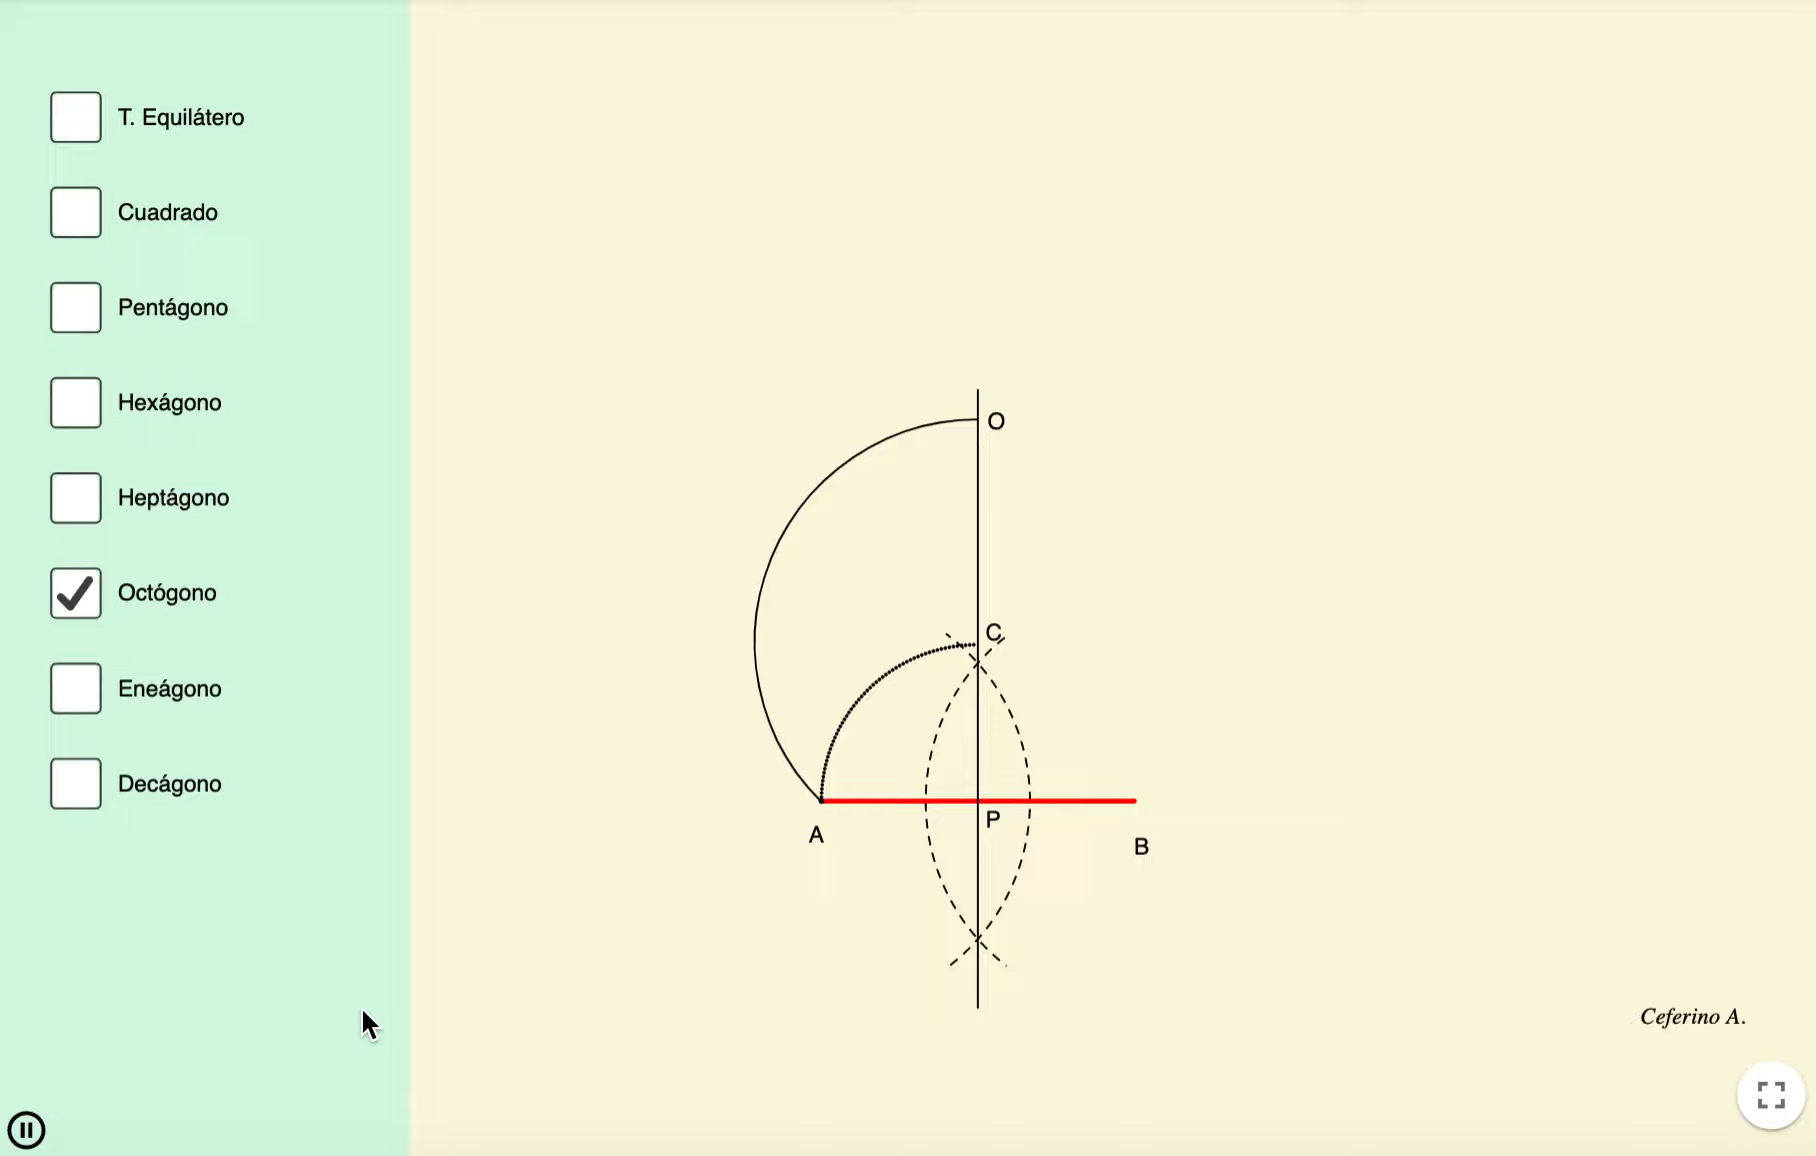 T. Equilátero
Cuadrado
Pentágono
Hexágono
Heptágono
Octógono
Eneágono
Decágono
O
C
P
A
B
Ceferino A.